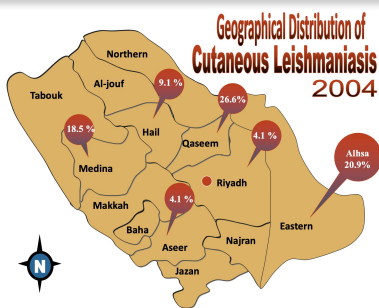 Geographical Distribution of
Cutaneous Leishmaniasis
2004
Northern
Al-jouf
Tabouk
9.1 %
26.6%
Hail
Qaseem
18.5 %
4.1 %
Alhsa
20.9%
Medina
Riyadh
Makkah
4.1 %
Baha
Aseer
Najran
Eastern
Jazan
N